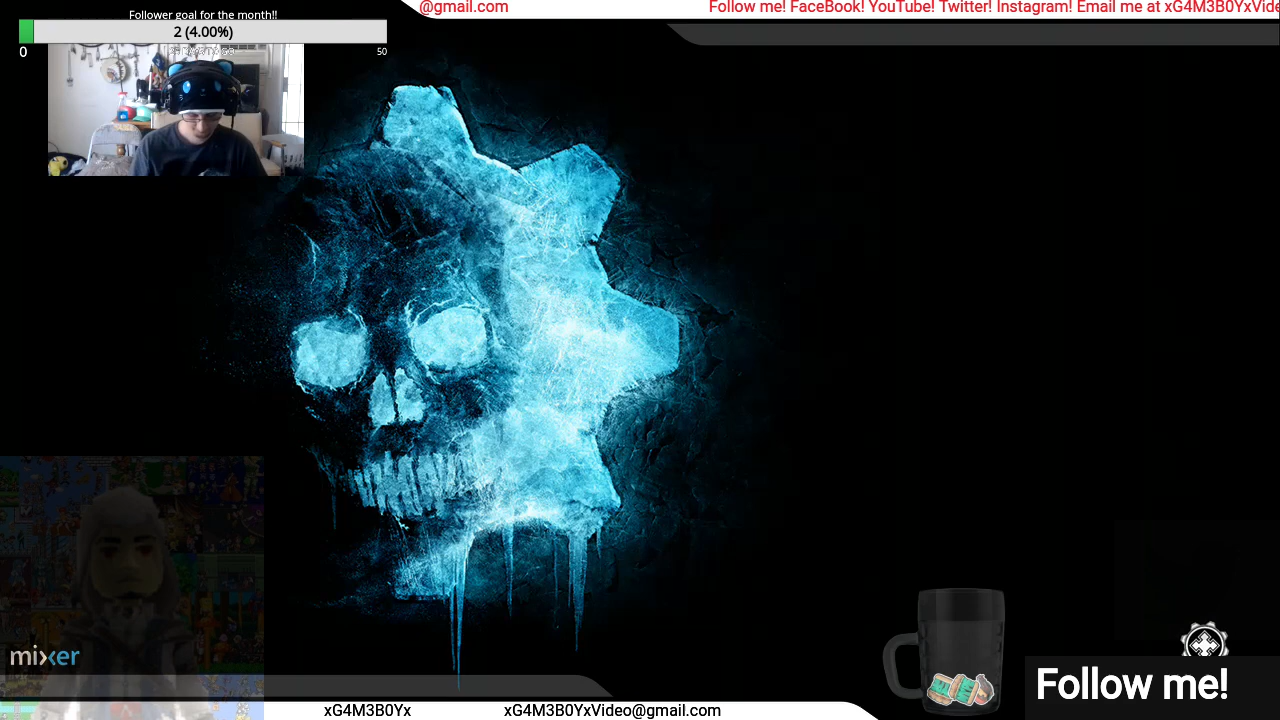 @gmail.com Follow me! FaceBook! YouTube! Twitter! Instagram! Email me at xG4M3B0YxVide
Follower goal for the month!!
2 (4.00%)
0
50
mixer
Follow me!
xG4M3B0Yx xG4M3B0YxVideo@gmail.com